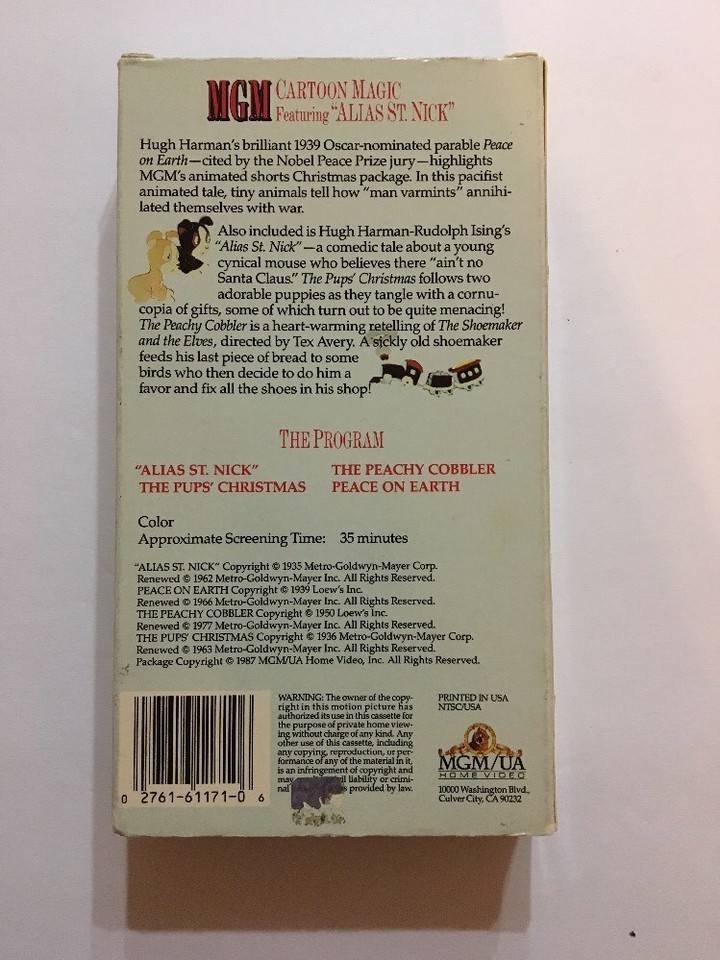 MGM CARTOON MAGIC
Featuring "ALIAS ST. NICK"
Hugh Harman's brilliant 1939 Oscar-nominated parable Peace
on Earth—cited by the Nobel Peace Prize jury—highlights
MGM's animated shorts Christmas package. In this pacifist
animated tale, tiny animals tell how "man varmints" annihi-
lated themselves with war.
Also included is Hugh Harman-Rudolph Ising's
"Alias St. Nick"—a comedic tale about a young
cynical mouse who believes there "ain't no
Santa Claus." The Pups' Christmas follows two
adorable puppies as they tangle with a cornu-
copia of gifts, some of which turn out to be quite menacing!
The Peachy Cobbler is a heart-warming retelling of The Shoemaker
and the Elves, directed by Tex Avery. A sickly old shoemaker
feeds his last piece of bread to some
birds who then decide to do him a
favor and fix all the shoes in his shop!
THE PROGRAM
"ALIAS ST. NICK" THE PEACHY COBBLER
THE PUPS' CHRISTMAS PEACE ON EARTH
Color
Approximate Screening Time: 35 minutes
"ALIAS ST. NICK" Copyright © 1935 Metro-Goldwyn-Mayer Corp.
Renewed © 1962 Metro-Goldwyn-Mayer Inc. All Rights Reserved.
PEACE ON EARTH Copyright © 1939 Loew's Inc.
Renewed © 1966 Metro-Goldwyn-Mayer Inc. All Rights Reserved.
THE PEACHY COBBLER Copyright © 1950 Loew's Inc.
Renewed © 1977 Metro-Goldwyn-Mayer Inc. All Rights Reserved.
THE PUPS' CHRISTMAS Copyright © 1936 Metro-Goldwyn-Mayer Corp.
Renewed © 1963 Metro-Goldwyn-Mayer Inc. All Rights Reserved.
Package Copyright © 1987 MGM/UA Home Video, Inc. All Rights Reserved.
0 2761-61171-0 6
WARNING: The owner of the copy-
right in this motion picture has
authorized its use in this cassette for
the purpose of private home view-
ing without charge of any kind. Any
other use of this cassette, including
any copying, reproduction, or per-
formance of any of the material in it,
is an infringement of copyright and
may liability or crimi-
provided by law.
PRINTED IN USA
NTSC/USA
MGM/UA
HOME VIDEO
10000 Washington Blvd.,
Culver City, CA 90232